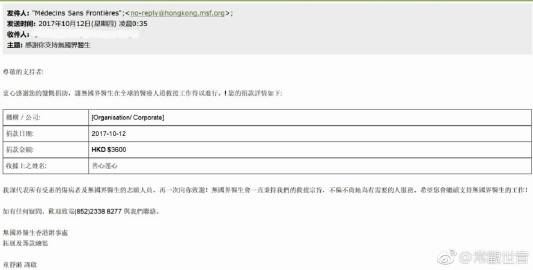 发件人: "Médecins Sans Frontières";<no-reply@hongkong.msf.org>;
发送时间: 2017年10月12日(星期四) 凌晨0:35
收件人:
主题: 感謝你支持無國界醫生
尊敬的支持者:
衷心感謝您的慷慨捐助，讓無國界醫生在全球的醫療人道救援工作得以進行，! 您的捐款詳情如下:
機構 / 公司: [Organisation/ Corporate]
捐款日期: 2017-10-12
捐款金額: HKD $3600
收據上之姓名: 善心蓮心
我謹代表所有受惠的傷病者及無國界醫生的志願人員，再一次向你致謝! 無國界醫生會一直秉持我們的救援宗旨，不偏不倚地為有需要的人服務。希望您會繼續支持無國界醫生的工作!
如有任何疑問，歡迎致電(852)2338 8277 與我們聯絡。
無國界醫生香港辦事處
拓展及籌款總監
謹啟
@常觀世音